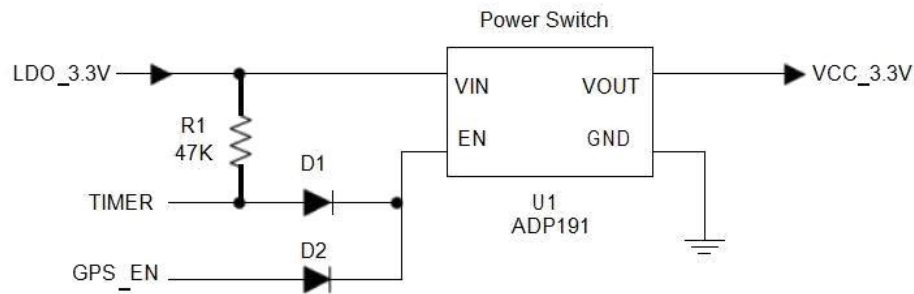 Power Switch
LDO_3.3V
VIN
VOUT
VCC_3.3V
R1
47K
EN
GND
D1
TIMER
U1
ADP191
D2
GPS_EN